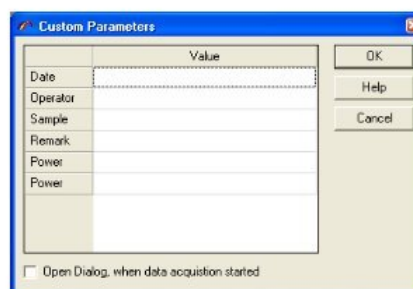 Custom Parameters
Value
OK
Date
Help
Operator
Sample
Cancel
Remark
Power
Power
Open Dialog, when data acquistion started